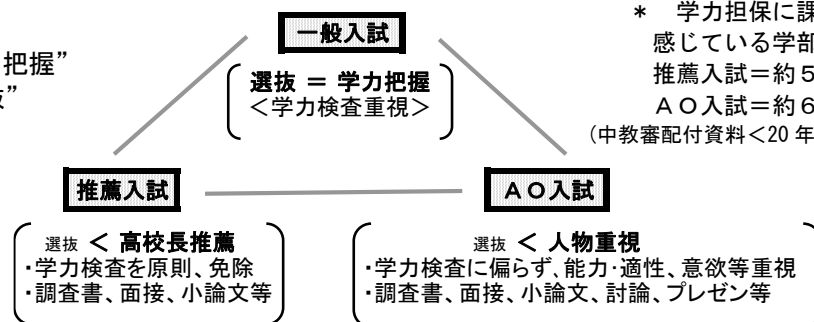 一般入試
選抜 ＝ 学力把握
＜学力検査重視＞
把握”
”
＊ 学力担保に課
感じている学部
推薦入試＝約５
ＡＯ入試＝約６
（中教審配付資料＜20 年
推薦入試
選抜 ＜ 高校長推薦
・学力検査を原則、免除
・調査書、面接、小論文等
ＡＯ入試
選抜 ＜ 人物重視
・学力検査に偏らず、能力・適性、意欲等重視
・調査書、面接、小論文、討論、プレゼン等